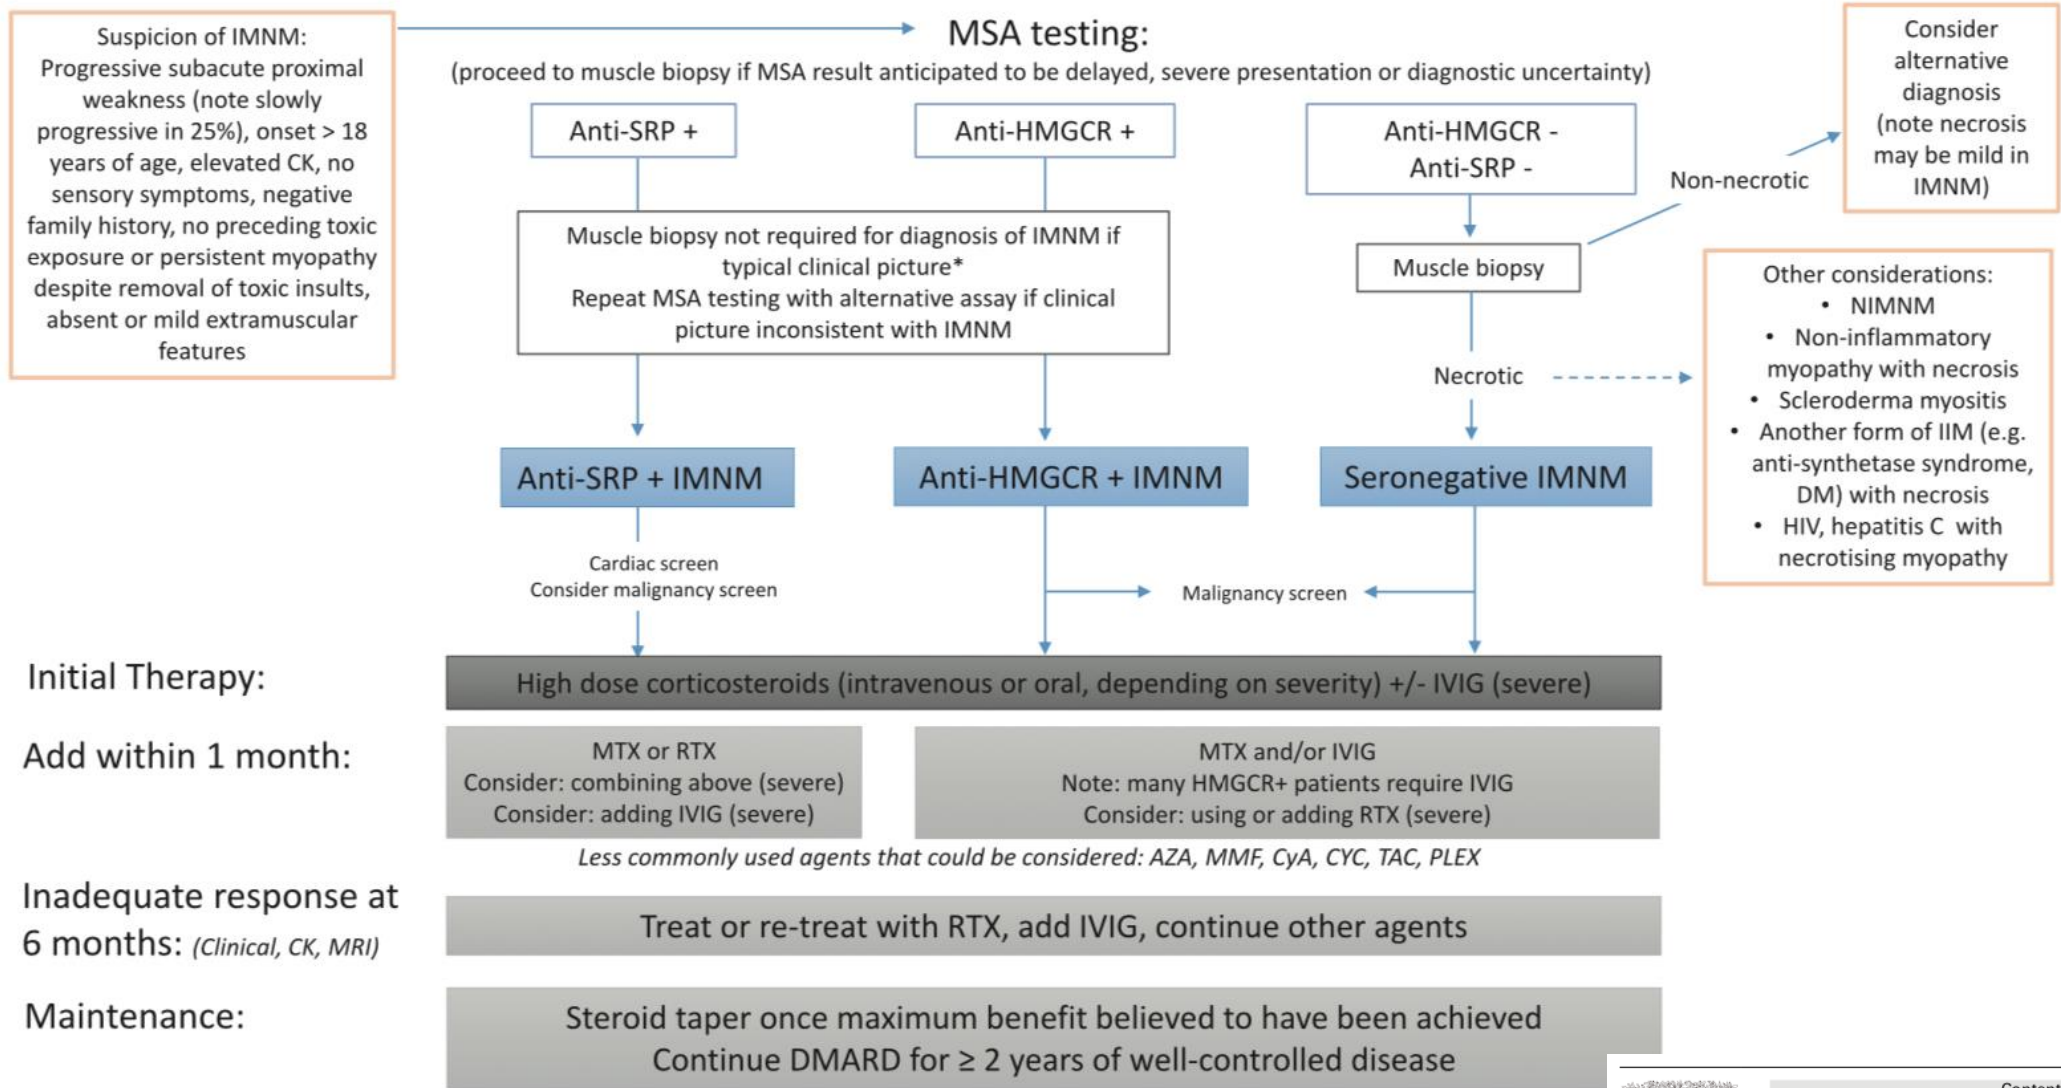 Suspicion of IMNM:
Progressive subacute proximal
weakness (note slowly
progressive in 25%), onset > 18
years of age, elevated CK, no
sensory symptoms, negative
family history, no preceding toxic
exposure or persistent myopathy
despite removal of toxic insults,
absent or mild extramuscular
features
MSA testing:
(proceed to muscle biopsy if MSA result anticipated to be delayed, severe presentation or diagnostic uncertainty)
Anti-SRP +
Anti-HMGCR +
Anti-HMGCR -
Anti-SRP -
Non-necrotic
Consider
alternative
diagnosis
(note necrosis
may be mild in
IMNM)
Muscle biopsy not required for diagnosis of IMNM if
typical clinical picture*
Repeat MSA testing with alternative assay if clinical
picture inconsistent with IMNM
Muscle biopsy
Necrotic
Other considerations:
• NIMNM
• Non-inflammatory
myopathy with necrosis
• Scleroderma myositis
• Another form of IIM (e.g.
anti-synthetase syndrome,
DM) with necrosis
• HIV, hepatitis C with
necrotising myopathy
Anti-SRP + IMNM
Anti-HMGCR + IMNM
Seronegative IMNM
Cardiac screen
Consider malignancy screen
Malignancy screen
Initial Therapy:
High dose corticosteroids (intravenous or oral, depending on severity) +/- IVIG (severe)
Add within 1 month:
MTX or RTX
Consider: combining above (severe)
Consider: adding IVIG (severe)
MTX and/or IVIG
Note: many HMGCR+ patients require IVIG
Consider: using or adding RTX (severe)
Less commonly used agents that could be considered: AZA, MMF, CyA, CYC, TAC, PLEX
Inadequate response at
6 months: (Clinical, CK, MRI)
Treat or re-treat with RTX, add IVIG, continue other agents
Maintenance:
Steroid taper once maximum benefit believed to have been achieved
Continue DMARD for ≥ 2 years of well-controlled disease